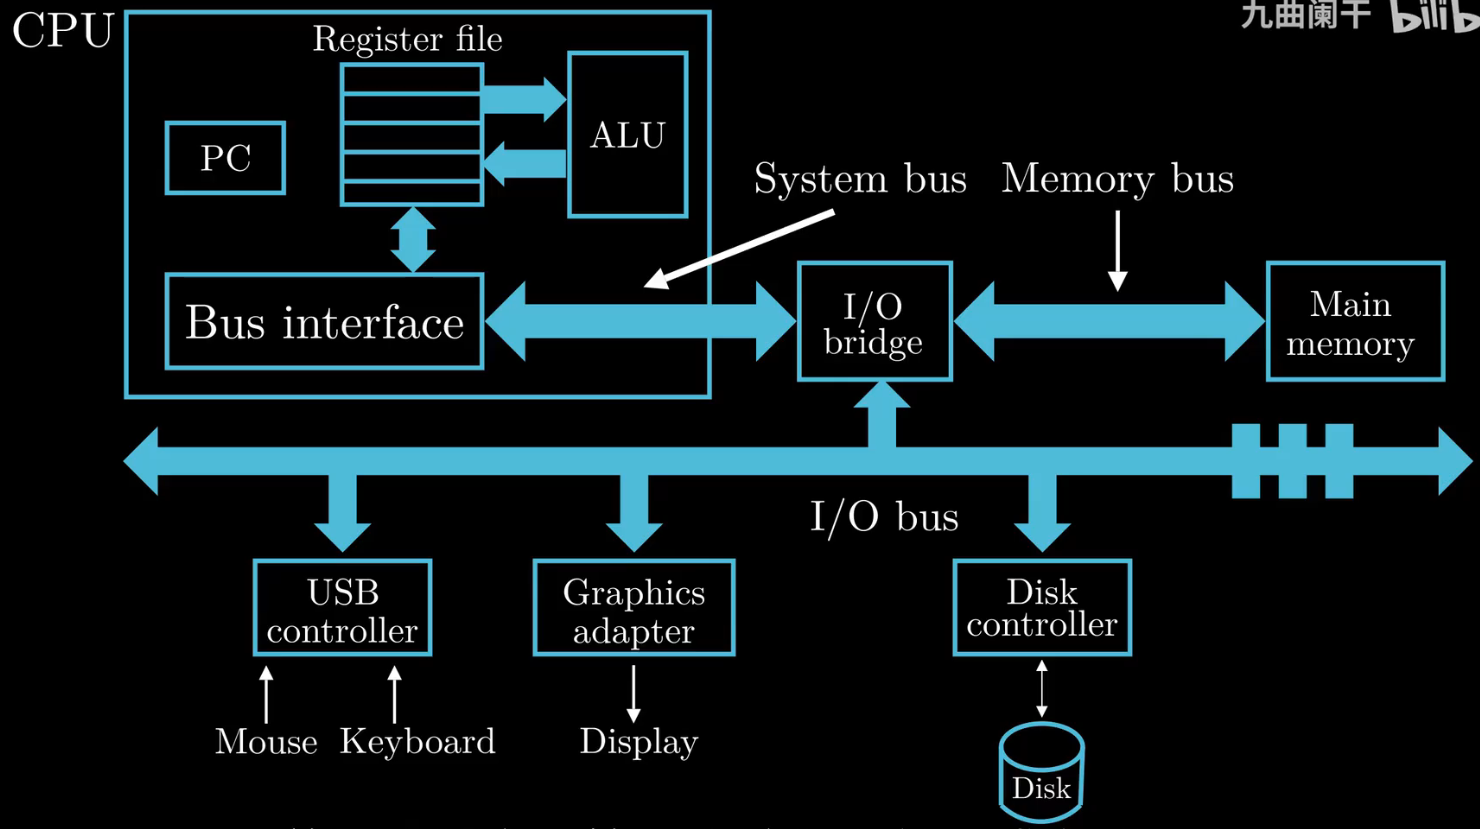 九曲阑干 bilib
CPU
Register file
PC
ALU
System bus
Memory bus
Bus interface
I/O
bridge
Main
memory
I/O bus
USB
controller
Graphics
adapter
Disk
controller
Mouse
Keyboard
Display
Disk